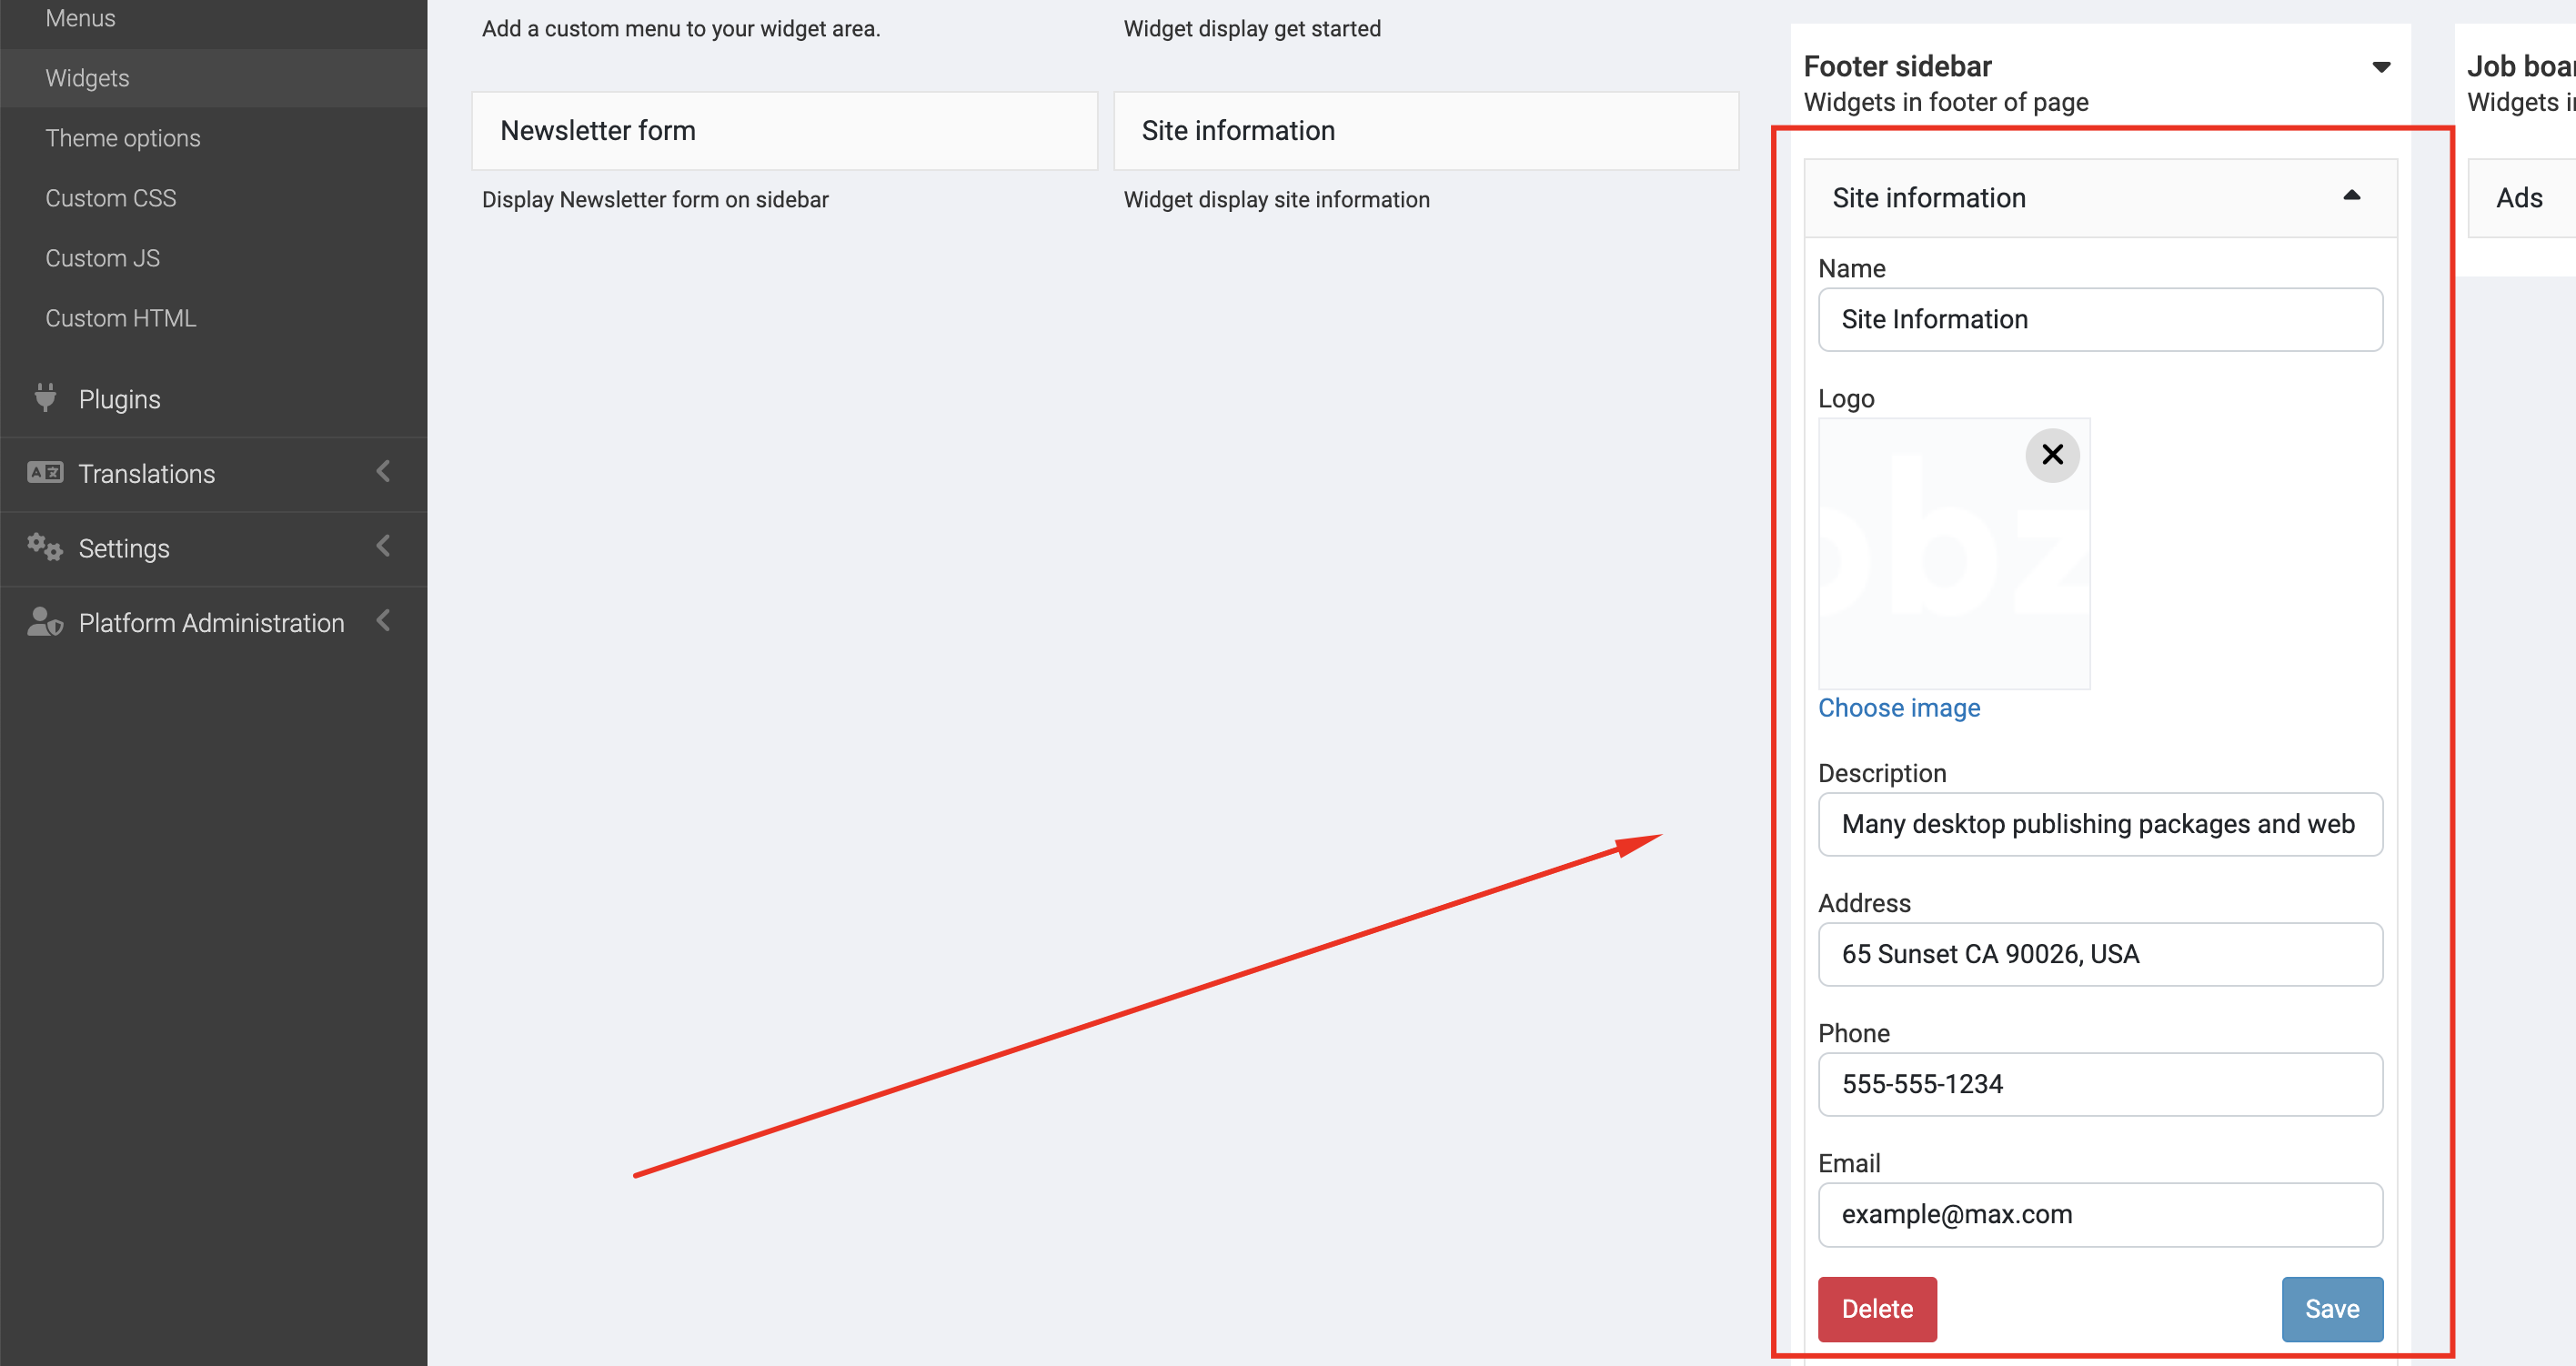 Menus
Widgets
Theme options
Custom CSS
Custom JS
Custom HTML
Plugins
Translations
Settings
Platform Administration
Add a custom menu to your widget area.
Widget display get started
Newsletter form
Site information
Display Newsletter form on sidebar
Widget display site information
Footer sidebar
Widgets in footer of page
Site information
Name
Site Information
Logo
obz
Choose image
Description
Many desktop publishing packages and web
Address
65 Sunset CA 90026, USA
Phone
555-555-1234
Email
example@max.com
Delete
Save
Job
Widgets
Ads